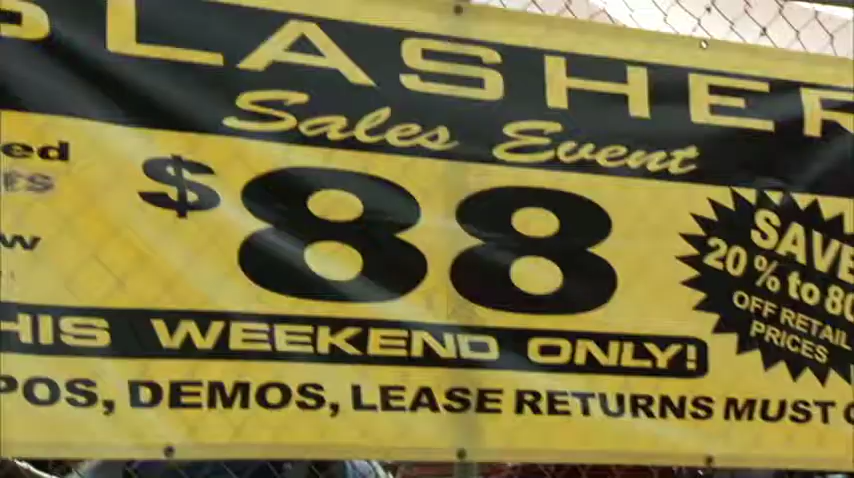 LASHER
Sales Event
ed
ts
w
$88
SAVE
20% to 80
OFF RETAIL
PRICES
HIS WEEKEND ONLY!
POS, DEMOS, LEASE RETURNS MUST